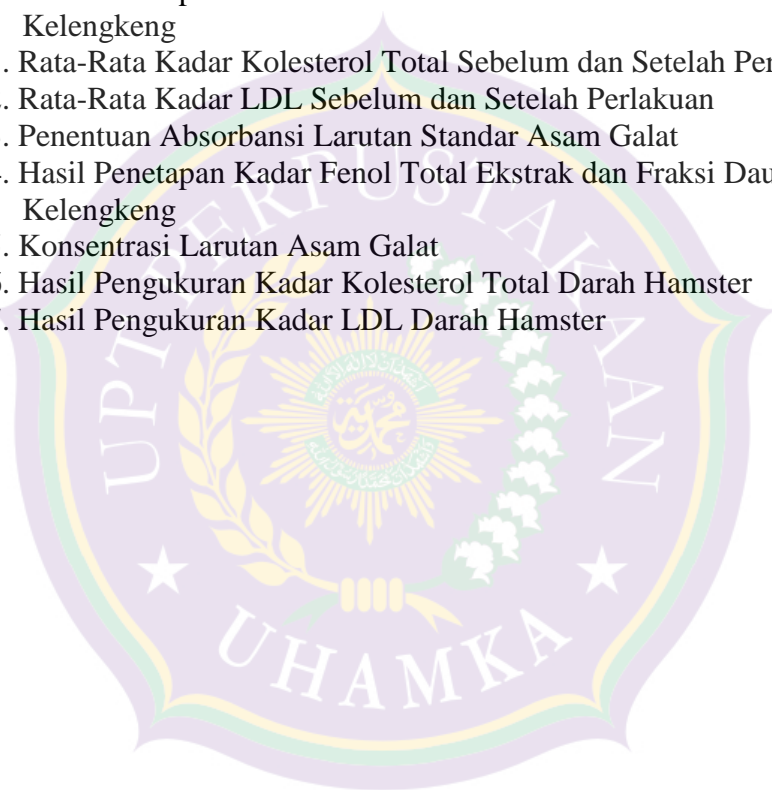 Kelengkeng
. Rata-Rata Kadar Kolesterol Total Sebelum dan Setelah
. Rata-Rata Kadar LDL Sebelum dan Setelah Perlakuan
. Penentuan Absorbansi Larutan Standar Asam Galat
. Hasil Penetapan Kadar Fenol Total Ekstrak dan Fraksi
Kelengkeng
. Konsentrasi Larutan Asam Galat
. Hasil Pengukuran Kadar Kolesterol Total Darah Hamster
. Hasil Pengukuran Kadar LDL Darah Hamster
UPT PERPUSTAKAAN
محمدية
UHAMKA